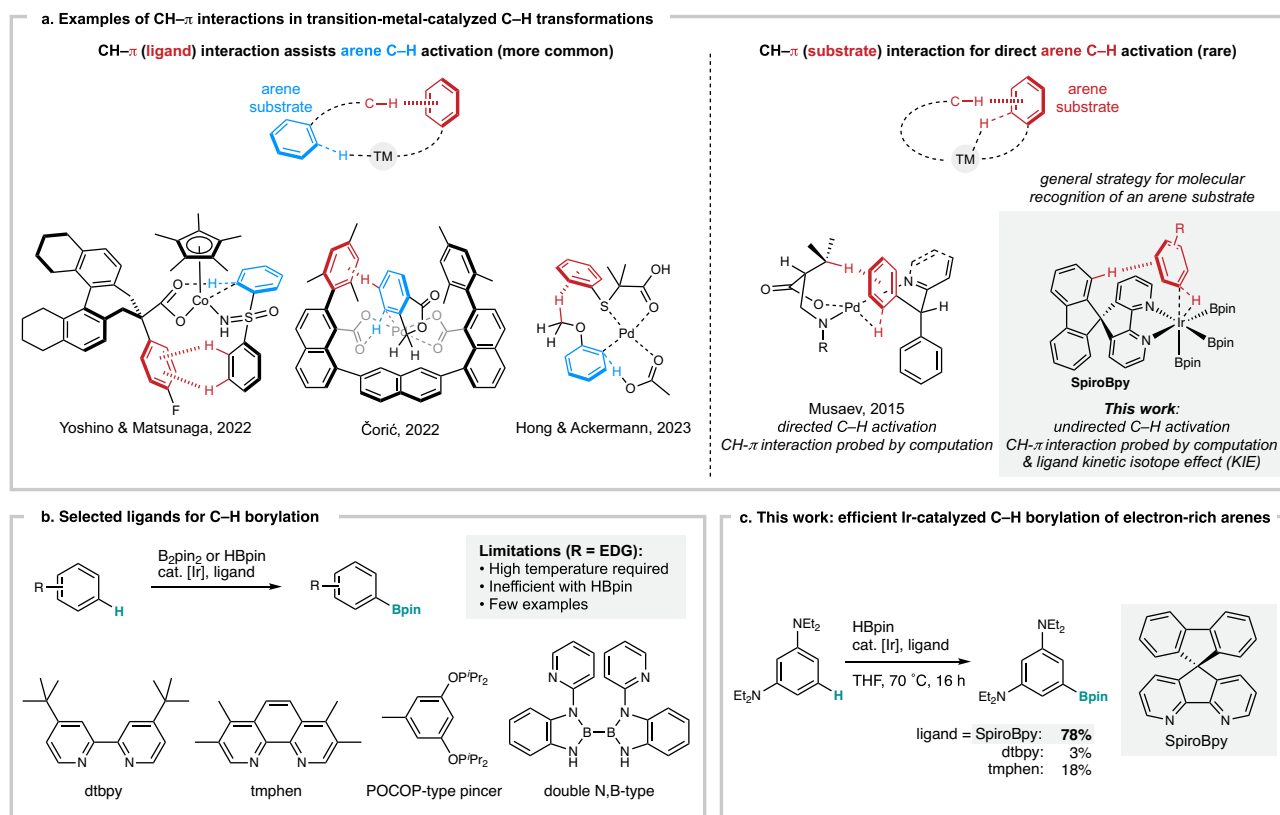 a. Examples of CH–π interactions in transition-metal-catalyzed C–H transformations
CH–π (ligand) interaction assists arene C–H activation (more common)
arene
substrate
C–H
H
TM
CH–π (substrate) interaction for direct arene C–H activation (rare)
C–H
H
arene
substrate
TM
general strategy for molecular
recognition of an arene substrate
O
O
Co
H
NH
S
O
H
H
F
Yoshino & Matsunaga, 2022
H
H
O
O
O
O
Pd
O
O
H
H
Čorić, 2022
H
H3C
O
S
OH
O
Pd
H
O
HO
O
Hong & Ackermann, 2023
H
H
O
O
N
R
Pd
N
H
H
Musaev, 2015
directed C–H activation
CH-π interaction probed by computation
R
H
H
N
N
Ir
Bpin
Bpin
Bpin
SpiroBpy
This work:
undirected C–H activation
CH-π interaction probed by computation
& ligand kinetic isotope effect (KIE)
b. Selected ligands for C–H borylation
R
H
B2pin2 or HBpin
cat. [Ir], ligand
R
Bpin
Limitations (R = EDG):
• High temperature required
• Inefficient with HBpin
• Few examples
N
N
dtbpy
N
N
tmphen
OPiPr2
OPiPr2
POCOP-type pincer
N
N
N
N
B
B
N
H
N
H
double N,B-type
c. This work: efficient Ir-catalyzed C–H borylation of electron-rich arenes
NEt2
Et2N
H
HBpin
cat. [Ir], ligand
THF, 70 ˚C, 16 h
NEt2
Et2N
Bpin
ligand = SpiroBpy: 78%
dtbpy: 3%
tmphen: 18%
N
N
SpiroBpy